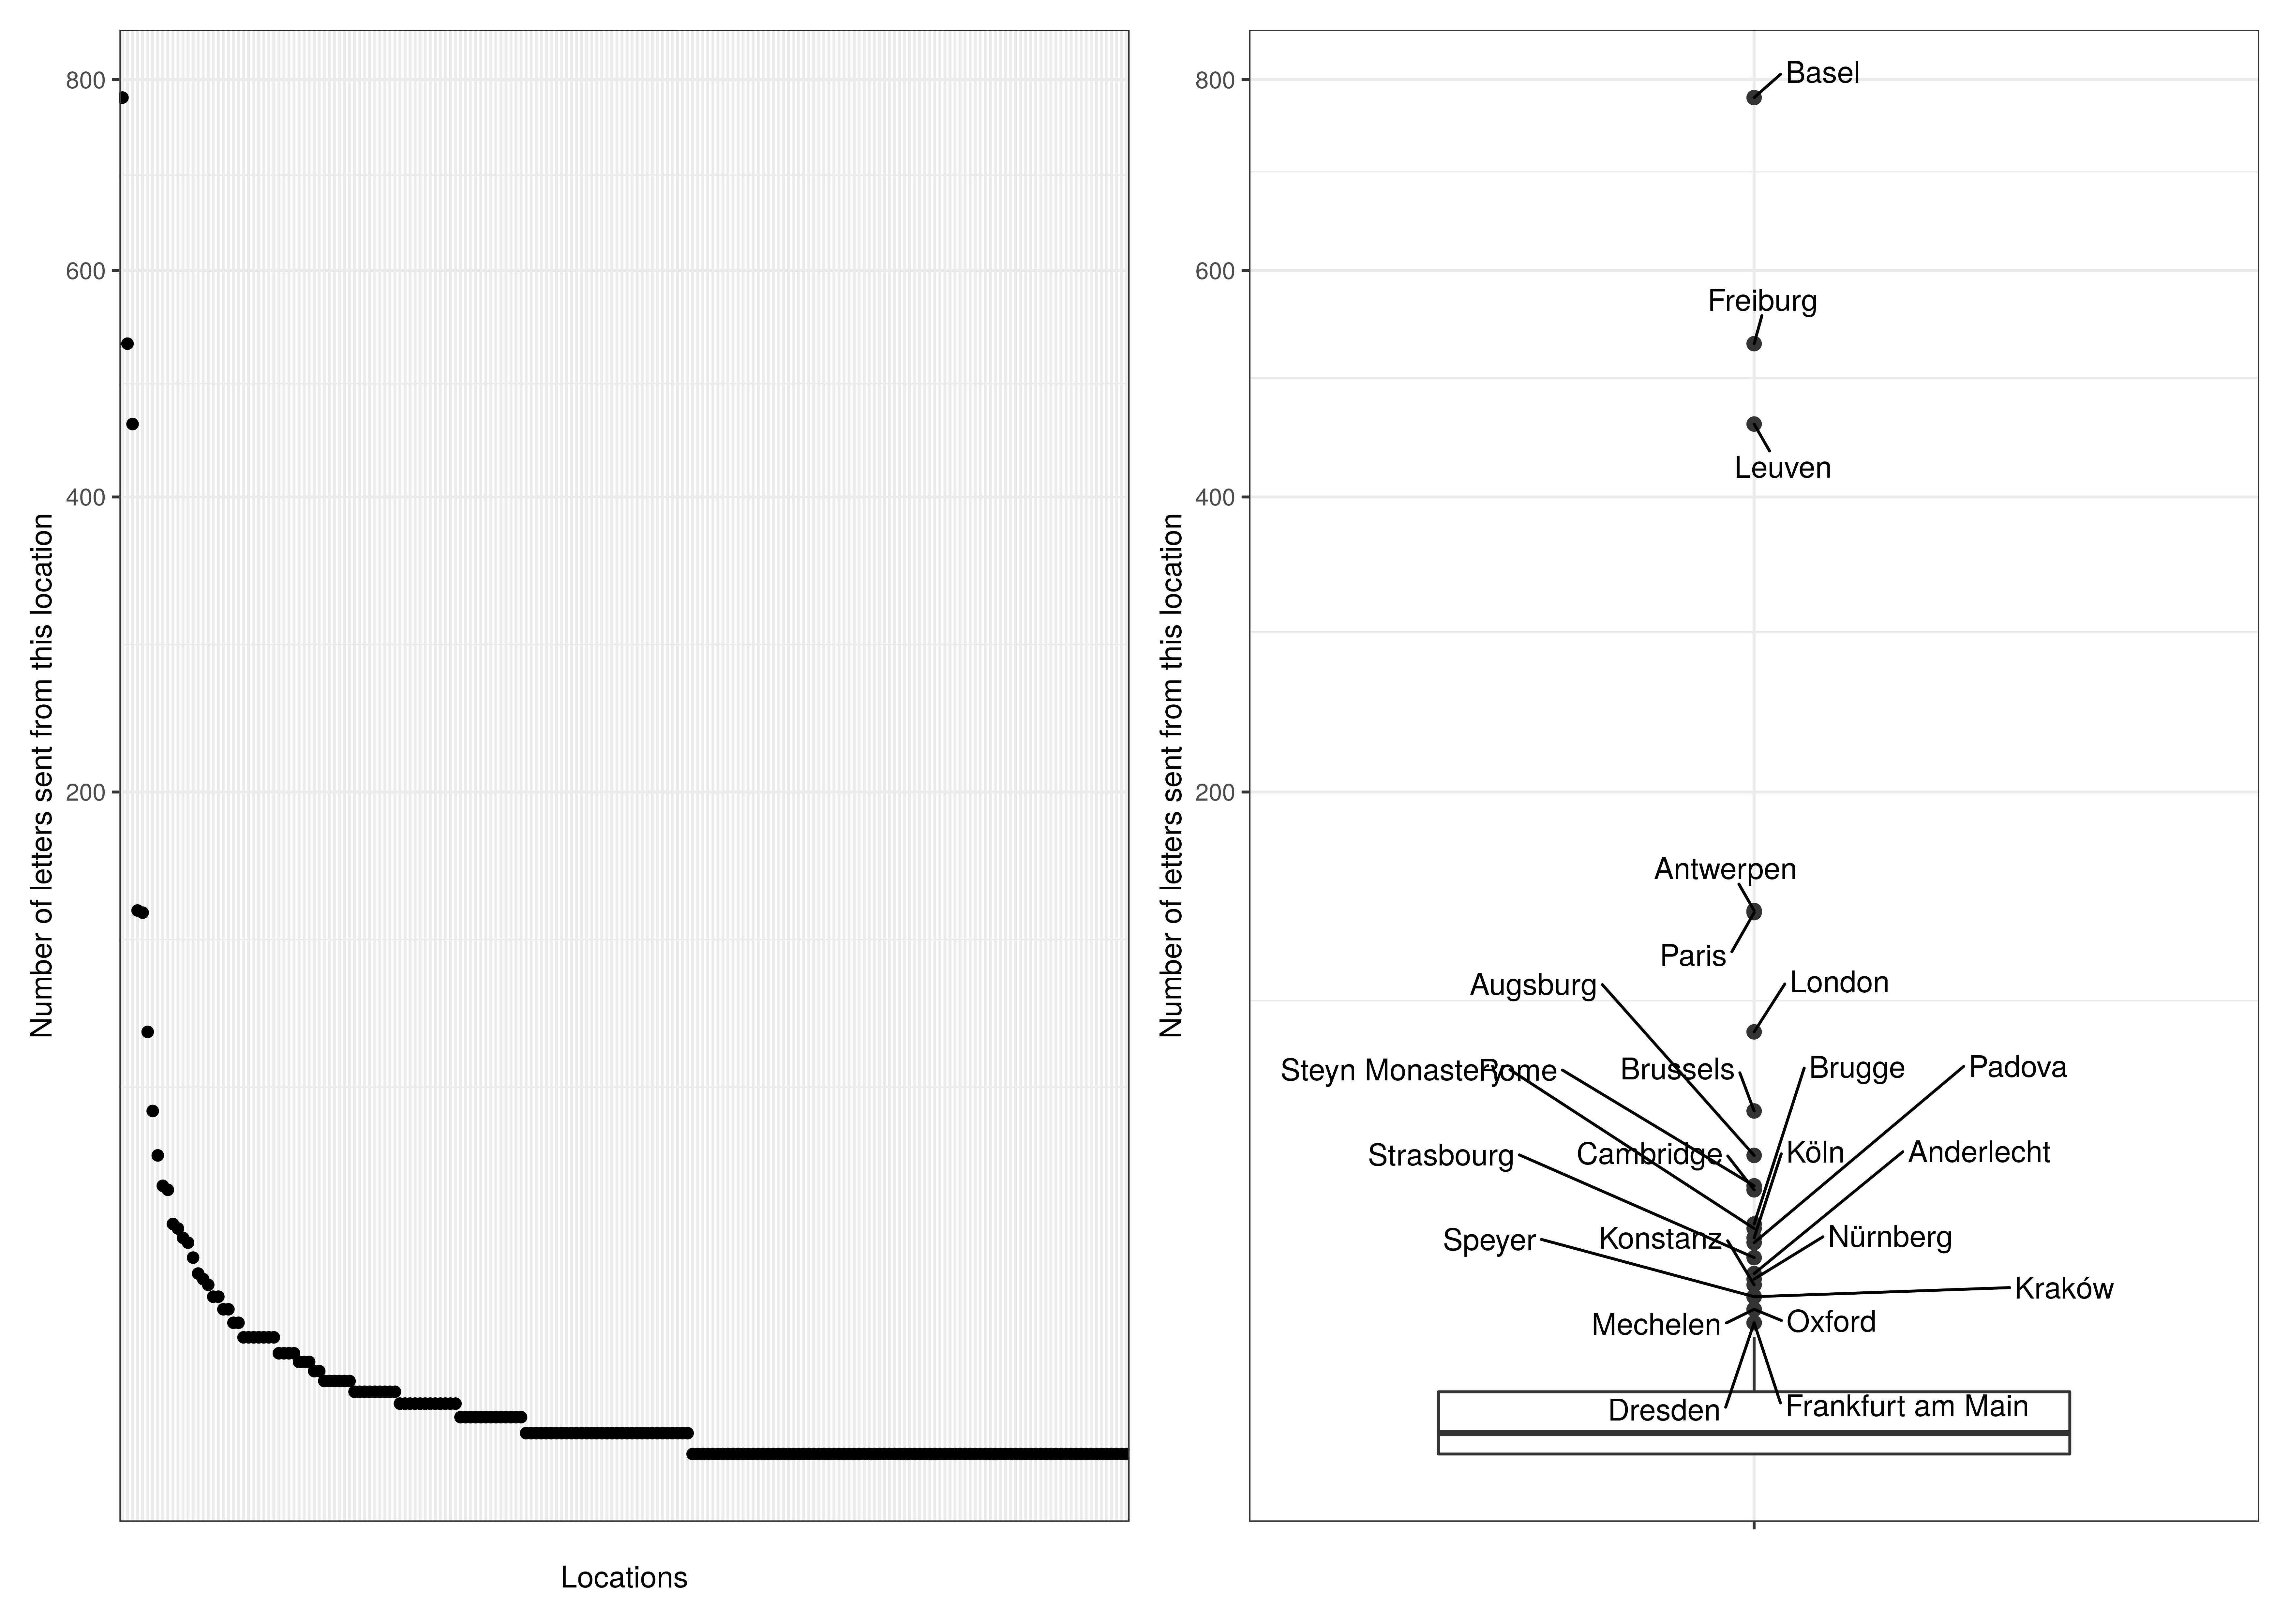 Number of letters sent from this location
800
600
400
200
Locations
Number of letters sent from this location
800
600
400
200
Basel
Freiburg
Leuven
Antwerpen
Paris
Augsburg
London
Steyn Monastery
Rome
Brussels
Brugge
Padova
Strasbourg
Cambridge
Köln
Anderlecht
Speyer
Konstanz
Nürnberg
Kraków
Mechelen
Oxford
Dresden
Frankfurt am Main